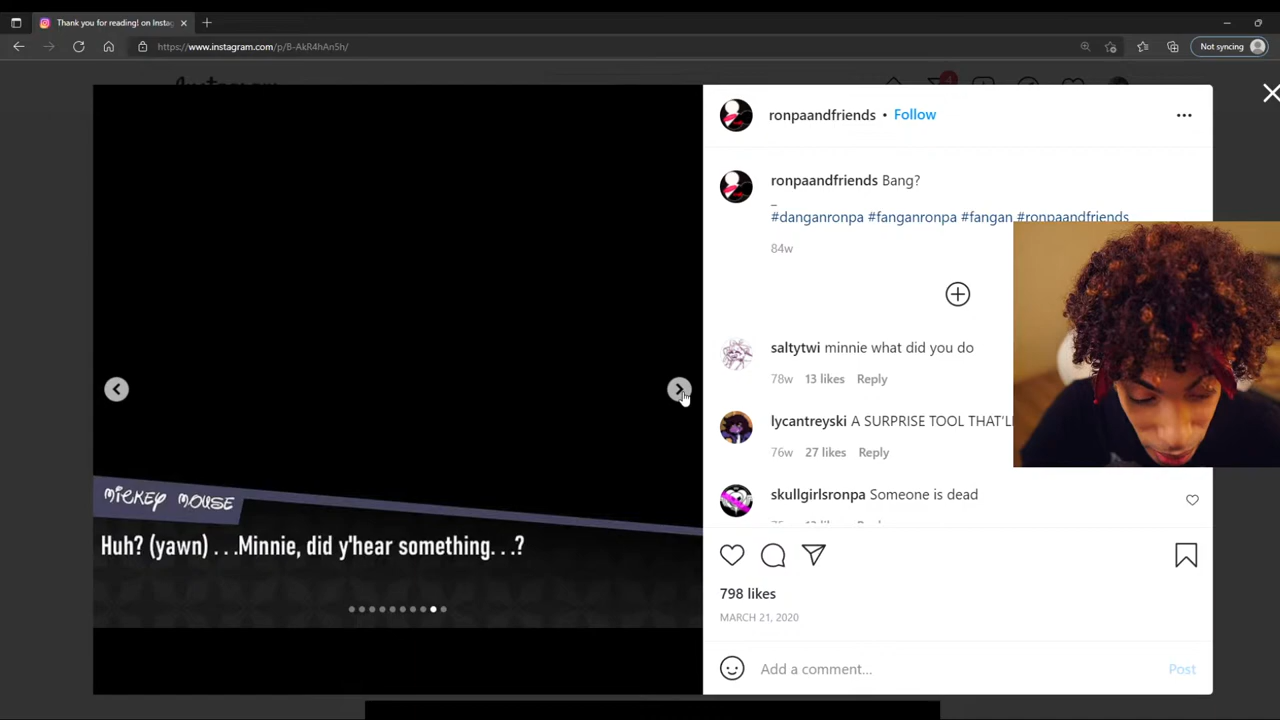 Thank you for reading! on Instag
https://www.instagram.com/p/B-AkR4hAn5h/
Not syncing
4
ronpaandfriends • Follow
ronpaandfriends Bang?
_
#danganronpa #fanganronpa #fangan #ronpaandfriends
84w
saltytwi minnie what did you do
78w 13 likes Reply
lycantreyski A SURPRISE TOOL THAT'L
76w 27 likes Reply
skullgirlsronpa Someone is dead
MICKEY MOUSE
Huh? (yawn) . . .Minnie, did y'hear something. . .?
798 likes
MARCH 21, 2020
Add a comment...
Post